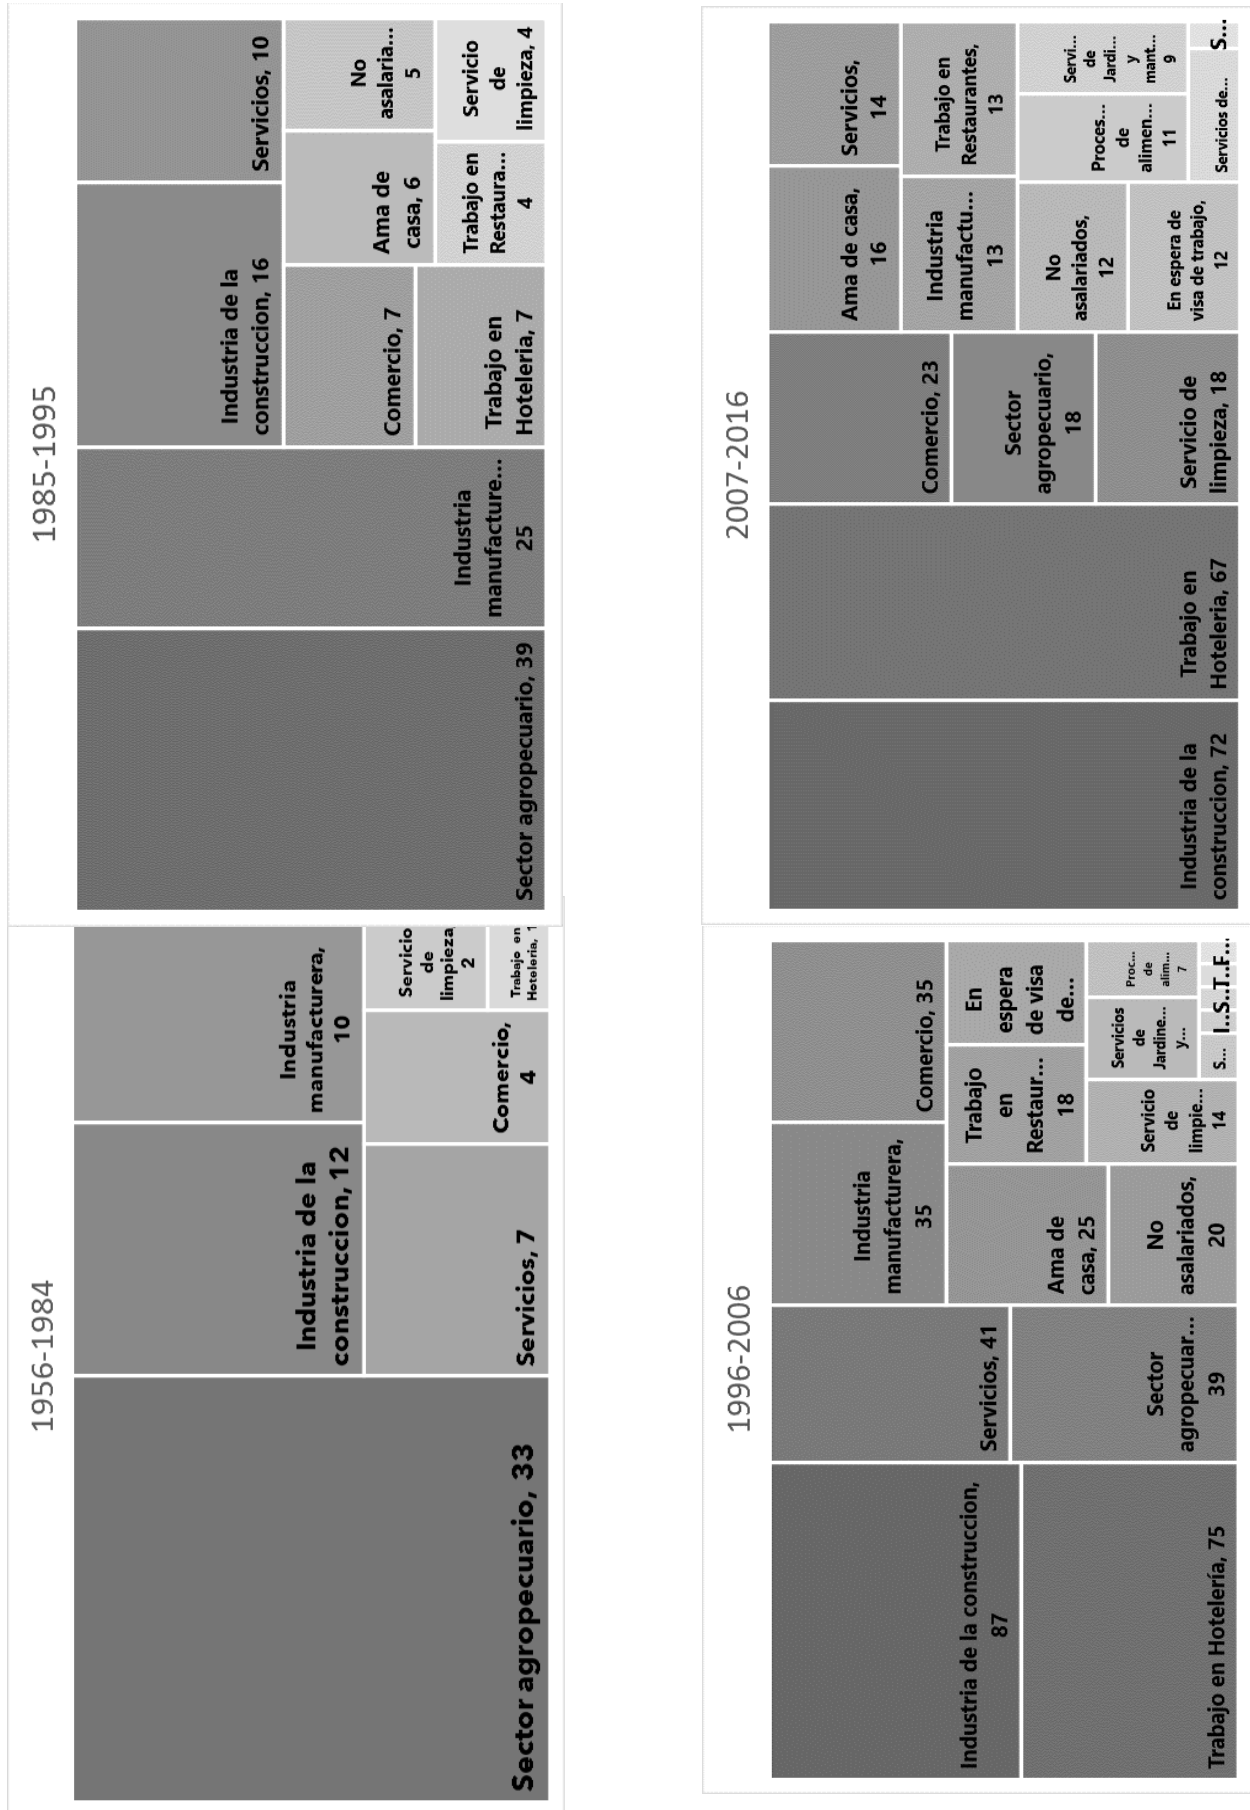 1956-1984
Sector agropecuario, 33
Industria de la
construccion, 12
Industria
manufacturera,
10
Servicios, 7
Comercio,
4
Servicio
de
limpieza
2
Trabajo en
Hoteleria, 1
1985-1995
Sector agropecuario, 39
Industria
manufacture...
25
Industria de la
construccion, 16
Servicios, 10
Comercio, 7
Trabajo en
Hoteleria, 7
Ama de
casa, 6
No
asalaria...
5
Trabajo en
Restaura...
4
Servicio
de
limpieza, 4
1996-2006
Industria de la construccion,
87
Trabajo en Hotelería, 75
Servicios, 41
Sector
agropecuar...
39
Industria
manufacturera,
35
Comercio, 35
Ama de
casa, 25
No
asalariados,
20
Trabajo
en
Restaur...
18
En
espera
de visa
de...
Servicio
de
limpie...
14
Servicios
de
Jardine...
y...
Proc...
de
alim...
7
S...
I...
S...
T...
F...
2007-2016
Industria de la
construccion, 72
Trabajo en
Hoteleria, 67
Comercio, 23
Sector
agropecuario,
18
Servicio de
limpieza, 18
Ama de casa,
16
Servicios,
14
Industria
manufactu...
13
Trabajo en
Restaurantes,
13
No
asalariados,
12
En espera de
visa de trabajo,
12
Proces...
de
alimen...
11
Servi...
de
Jardi...
y
mant...
9
Servicios de...
S...